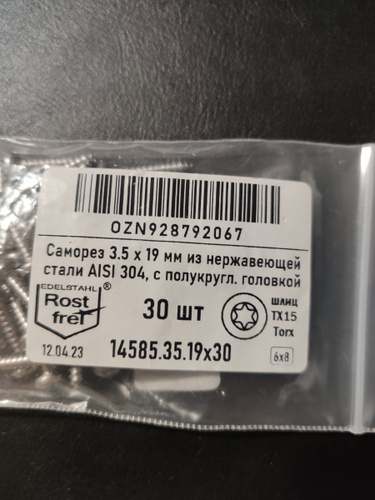 OZN928792067
Саморез 3.5 x 19 мм из нержавеющей
стали AISI 304, с полукругл. головкой
EDELSTAHL ®
Rost
frei
30 шт
шлиц
TX15
Torx
12.04.23
14585.35.19x30
6x8